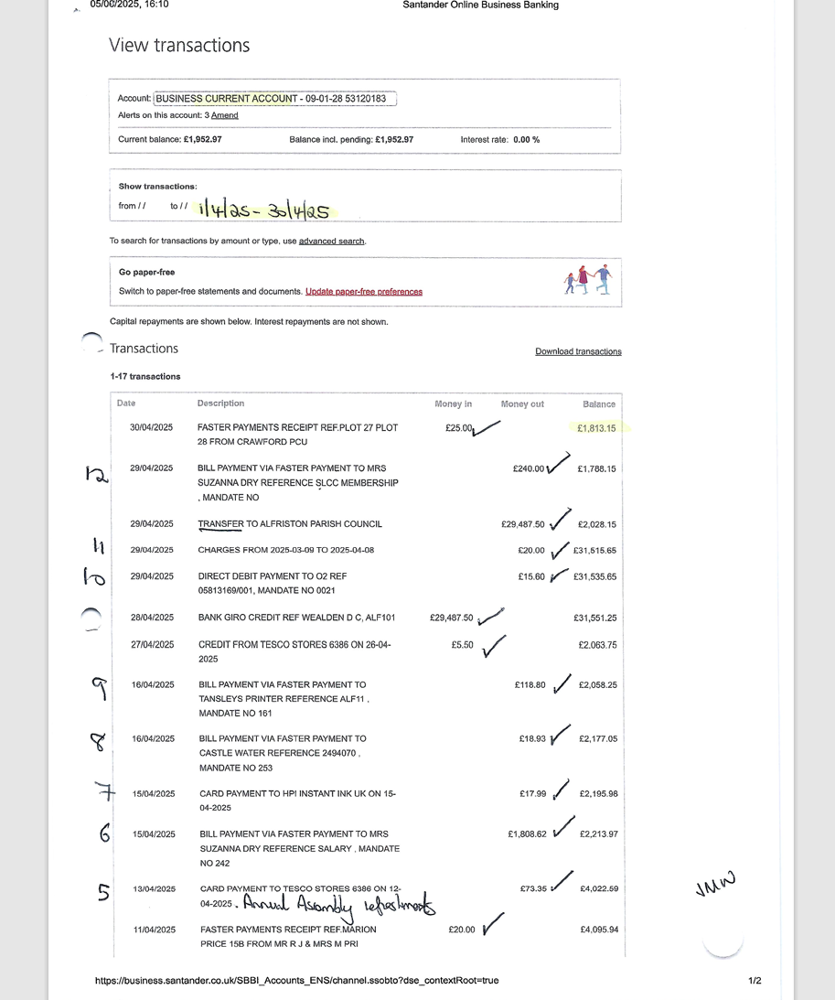 05/06/2025, 16:10 Santander Online Business Banking
View transactions
Account: BUSINESS CURRENT ACCOUNT - 09-01-28 53120183
Alerts on this account: 3 Amend
Current balance: £1,952.97 Balance incl. pending: £1,952.97 Interest rate: 0.00 %
Show transactions:
from / / to / / 1/4/25 - 30/4/25
To search for transactions by amount or type, use advanced search.
Go paper-free
Switch to paper-free statements and documents. Update paper-free preferences
Capital repayments are shown below. Interest repayments are not shown.
Transactions
Download transactions
1-17 transactions
Date Description Money in Money out Balance
30/04/2025 FASTER PAYMENTS RECEIPT REF.PLOT 27 PLOT £25.00 £1,813.15
28 FROM CRAWFORD PCU
12 29/04/2025 BILL PAYMENT VIA FASTER PAYMENT TO MRS £240.00 £1,788.15
SUZANNA DRY REFERENCE SLCC MEMBERSHIP
, MANDATE NO
29/04/2025 TRANSFER TO ALFRISTON PARISH COUNCIL £29,487.50 £2,028.15
11 29/04/2025 CHARGES FROM 2025-03-09 TO 2025-04-08 £20.00 £31,515.65
10 29/04/2025 DIRECT DEBIT PAYMENT TO O2 REF £15.60 £31,535.65
05813169/001, MANDATE NO 0021
28/04/2025 BANK GIRO CREDIT REF WEALDEN D C, ALF101 £29,487.50 £31,551.25
27/04/2025 CREDIT FROM TESCO STORES 6386 ON 26-04- £5.50 £2,063.75
2025
9 16/04/2025 BILL PAYMENT VIA FASTER PAYMENT TO £118.80 £2,058.25
TANSLEYS PRINTER REFERENCE ALF11 ,
MANDATE NO 161
8 16/04/2025 BILL PAYMENT VIA FASTER PAYMENT TO £18.93 £2,177.05
CASTLE WATER REFERENCE 2494070 ,
MANDATE NO 253
7 15/04/2025 CARD PAYMENT TO HPI INSTANT INK UK ON 15- £17.99 £2,195.98
04-2025
6 15/04/2025 BILL PAYMENT VIA FASTER PAYMENT TO MRS £1,808.62 £2,213.97
SUZANNA DRY REFERENCE SALARY , MANDATE
NO 242
5 13/04/2025 CARD PAYMENT TO TESCO STORES 6386 ON 12- £73.35 £4,022.59
04-2025 . Annual Asembly refreshments
JMW
11/04/2025 FASTER PAYMENTS RECEIPT REF.MARION £20.00 £4,095.94
PRICE 15B FROM MR R J & MRS M PRI
https://business.santander.co.uk/SBBI_Accounts_ENS/channel.ssobto?dse_contextRoot=true 1/2